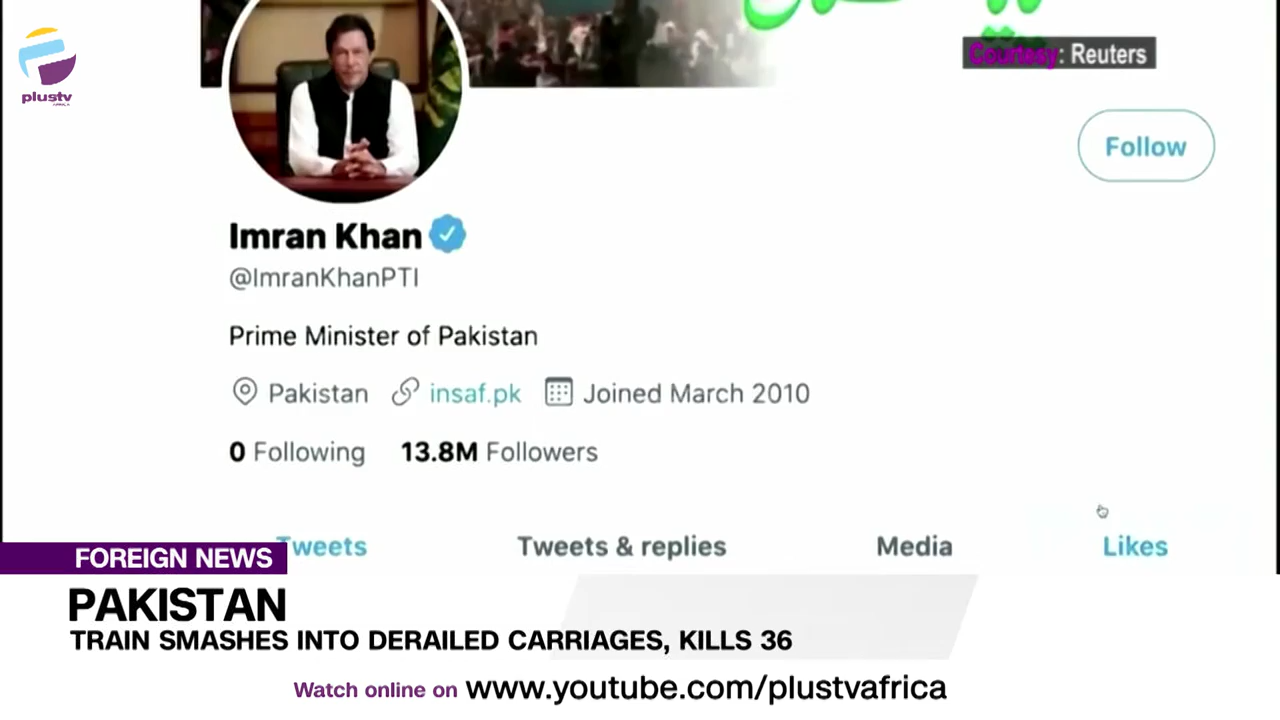 plustv
Courtesy: Reuters
Follow
Imran Khan
@ImranKhanPTI
Prime Minister of Pakistan
Pakistan insaf.pk Joined March 2010
0 Following 13.8M Followers
Tweets Tweets & replies Media Likes
FOREIGN NEWS
PAKISTAN
TRAIN SMASHES INTO DERAILED CARRIAGES, KILLS 36
Watch online on www.youtube.com/plustvafrica